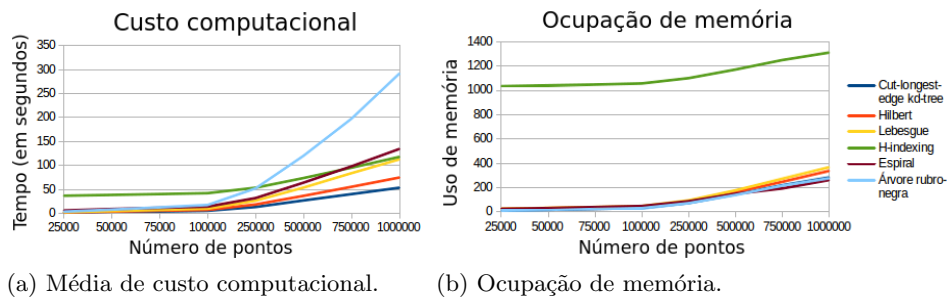 Custo computacional
Tempo (em segundos)
350
300
250
200
150
100
50
0
25000 50000 75000 100000 250000 500000 750000 1000000
Número de pontos
(a) Média de custo computacional.
Ocupação de memória
Uso de memória
1400
1200
1000
800
600
400
200
0
25000 50000 75000 100000 250000 500000 750000 1000000
Número de pontos
Cut-longest-
edge kd-tree
Hilbert
Lebesgue
H-indexing
Espiral
Árvore rubro-
negra
(b) Ocupação de memória.